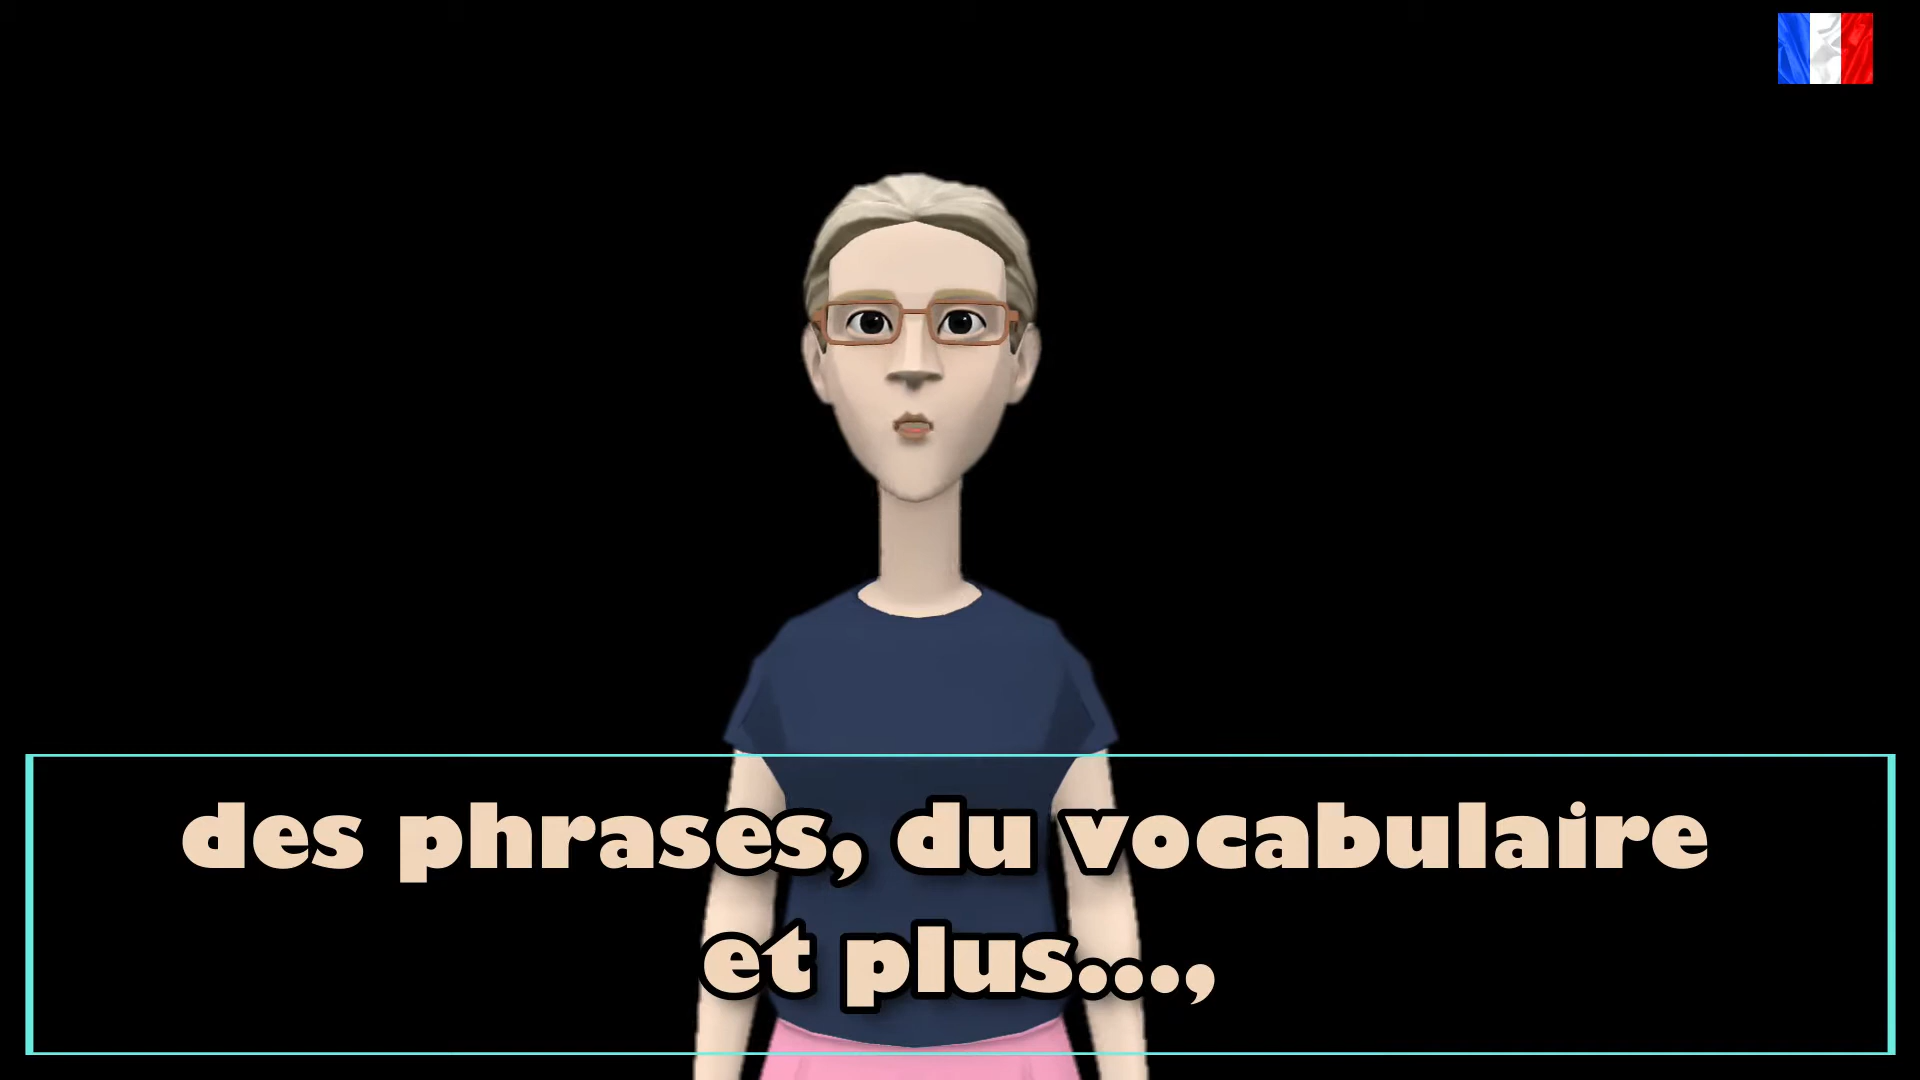 des phrases, du vocabulaire
et plus...,